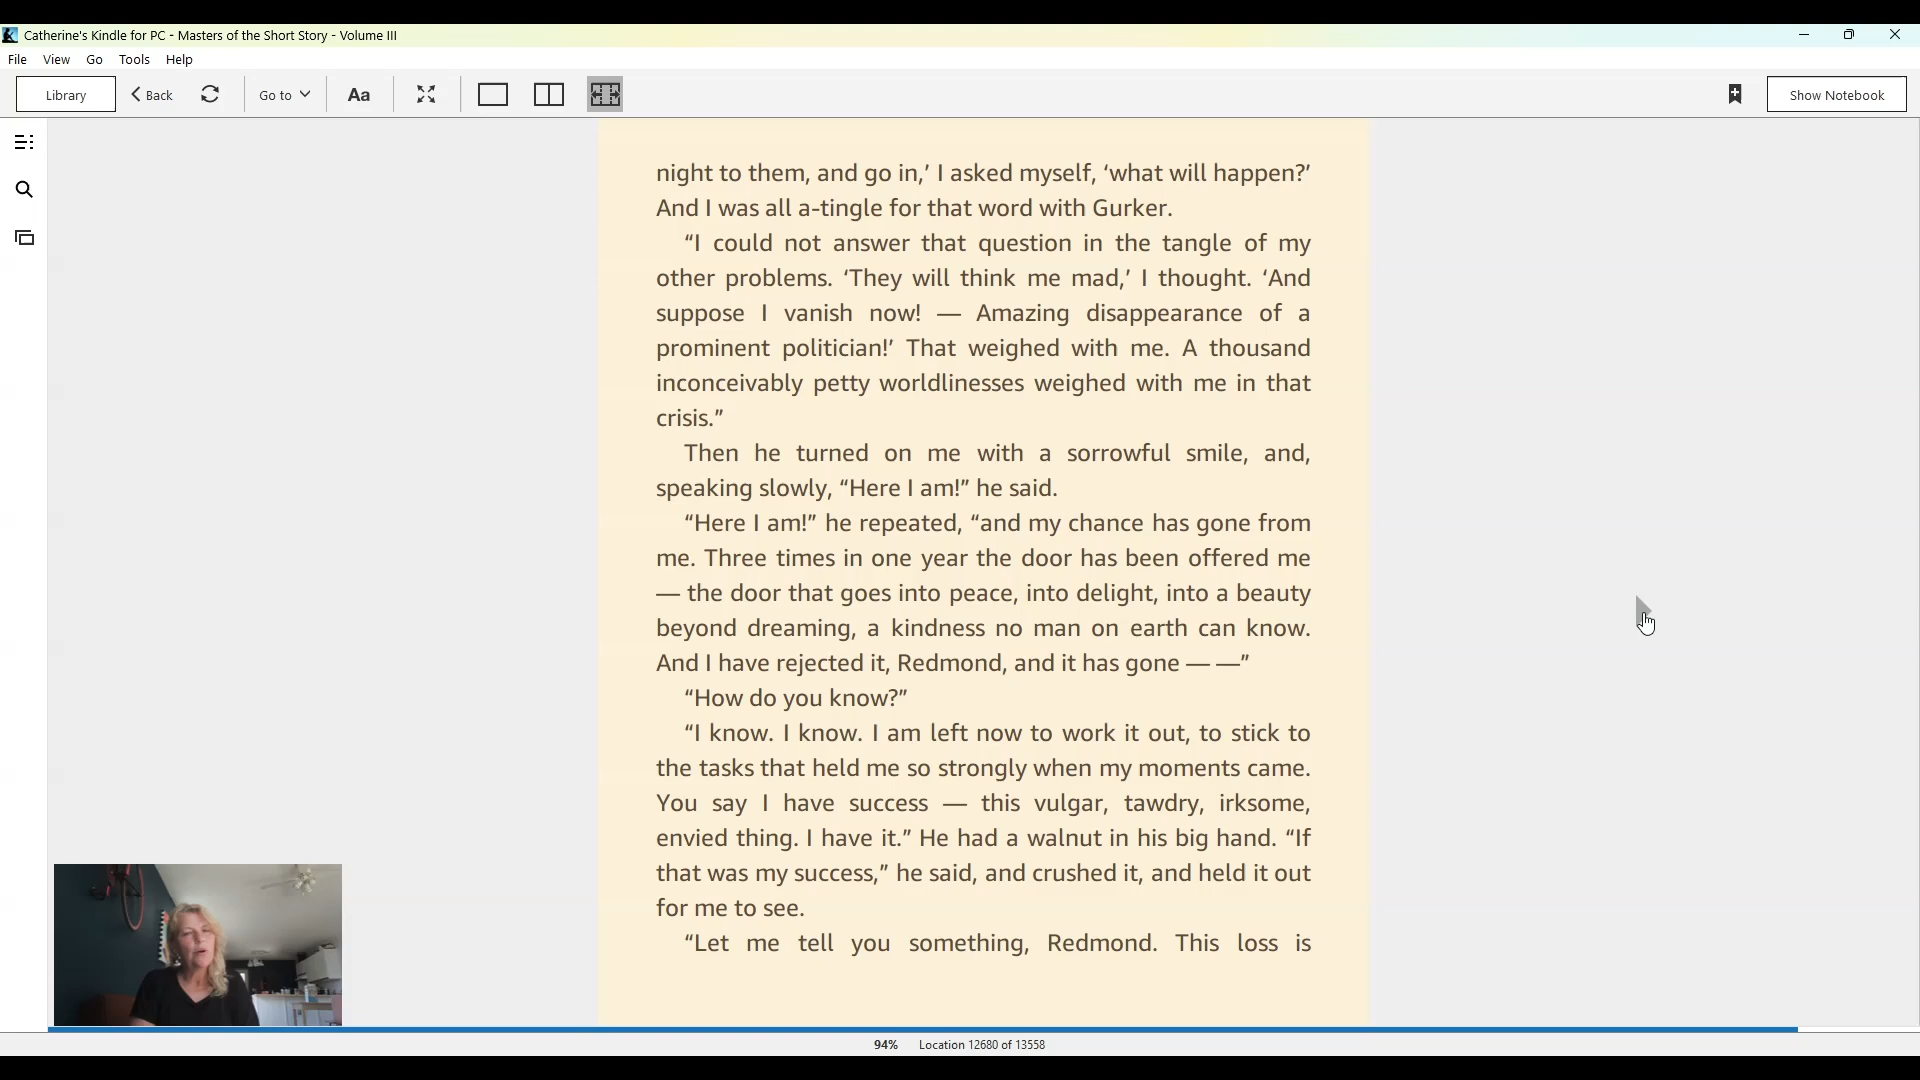 Catherine's Kindle for PC - Masters of the Short Story - Volume III
File View Go Tools Help
Library Back Go to Aa Show Notebook
night to them, and go in,’ I asked myself, ‘what will happen?’
And I was all a-tingle for that word with Gurker.
“I could not answer that question in the tangle of my
other problems. ‘They will think me mad,’ I thought. ‘And
suppose I vanish now! — Amazing disappearance of a
prominent politician!’ That weighed with me. A thousand
inconceivably petty worldlinesses weighed with me in that
crisis.”
Then he turned on me with a sorrowful smile, and,
speaking slowly, “Here I am!” he said.
“Here I am!” he repeated, “and my chance has gone from
me. Three times in one year the door has been offered me
— the door that goes into peace, into delight, into a beauty
beyond dreaming, a kindness no man on earth can know.
And I have rejected it, Redmond, and it has gone — —”
“How do you know?”
“I know. I know. I am left now to work it out, to stick to
the tasks that held me so strongly when my moments came.
You say I have success — this vulgar, tawdry, irksome,
envied thing. I have it.” He had a walnut in his big hand. “If
that was my success,” he said, and crushed it, and held it out
for me to see.
“Let me tell you something, Redmond. This loss is
94% Location 12680 of 13558